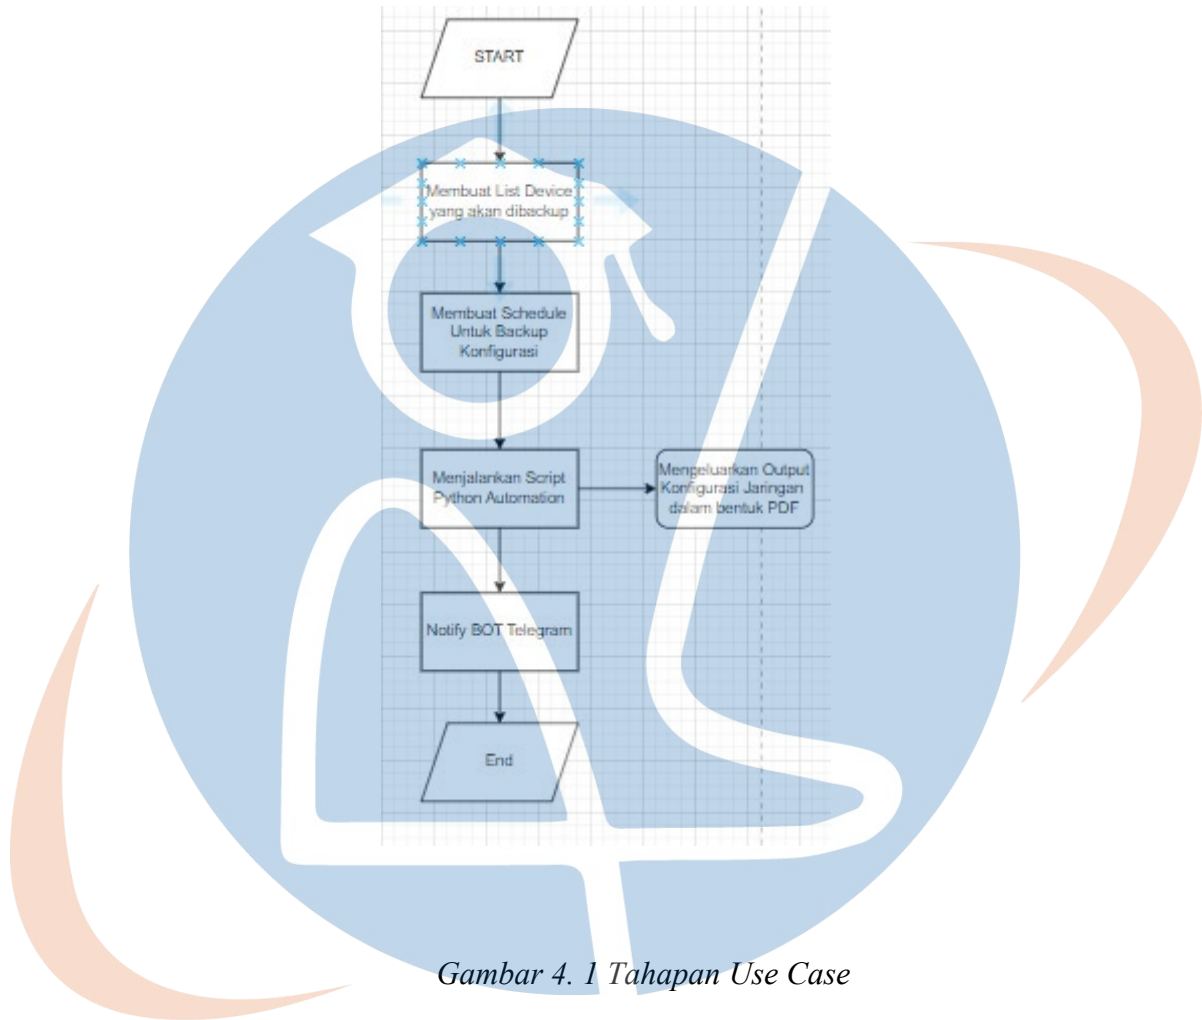 START
Membuat List Device
yang akan dibackup
Membuat Schedule
Untuk Backup
Konfigurasi
Menjalankan Script
Python Automation
Mengeluarkan Output
Konfigurasi Jaringan
dalam bentuk PDF
Notify BOT Telegram
End
Gambar 4. 1 Tahapan Use Case